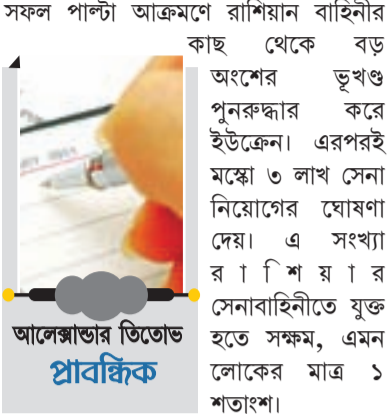 সফল পাল্টা আক্রমণে রাশিয়ান বাহিনীর
কাছ থেকে বড়
অংশের ভূখণ্ড
পুনরুদ্ধার করে
ইউক্রেন। এরপরই
মস্কো ৩ লাখ সেনা
নিয়োগের ঘোষণা
দেয়। এ সংখ্যা
রাশিয়ার
সেনাবাহিনীতে যুক্ত
হতে সক্ষম, এমন
লোকের মাত্র ১
শতাংশ।
আলেক্সান্ডার তিতোভ
প্রাবন্ধিক